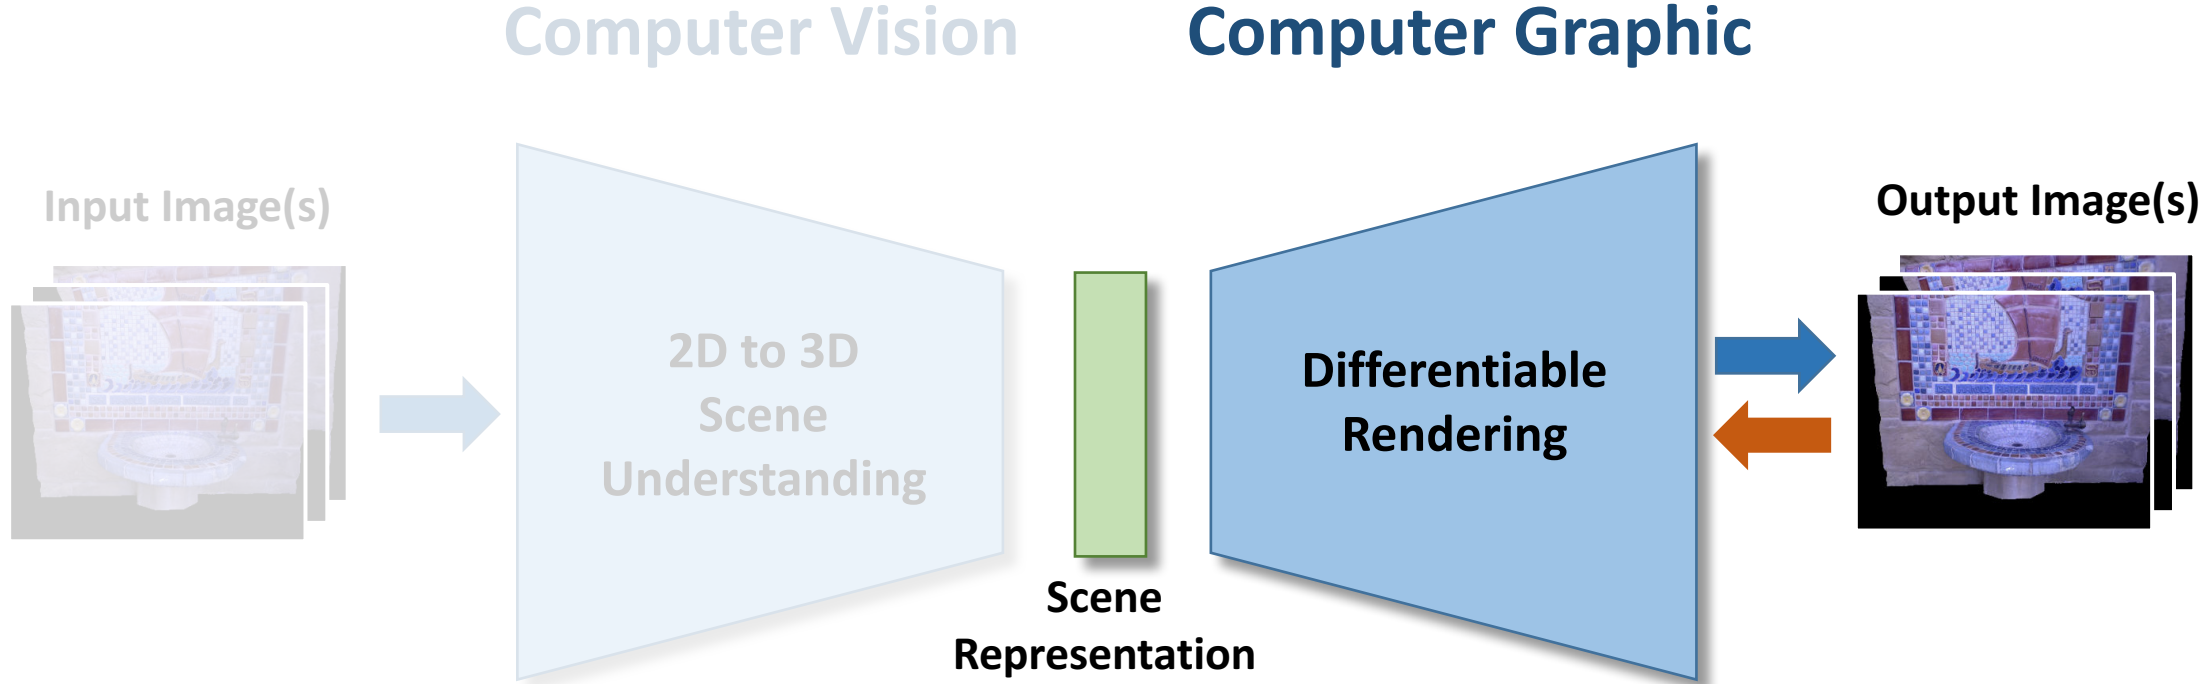 Computer Vision
Computer Graphic
Input Image(s)
2D to 3D
Scene
Understanding
Scene
Representation
Differentiable
Rendering
Output Image(s)